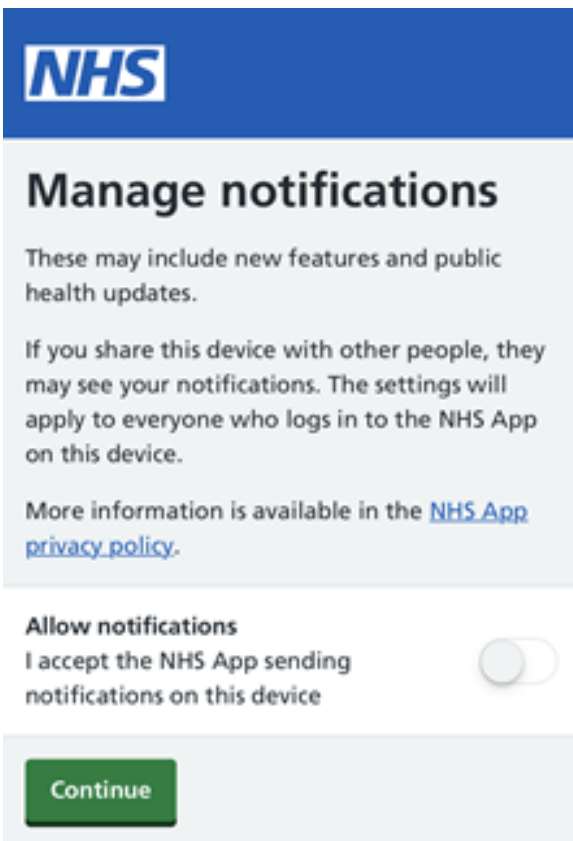 NHS
Manage notifications
These may include new features and public
health updates.
If you share this device with other people, they
may see your notifications. The settings will
apply to everyone who logs in to the NHS App
on this device.
More information is available in the NHS App
privacy policy.
Allow notifications
I accept the NHS App sending
notifications on this device
Continue